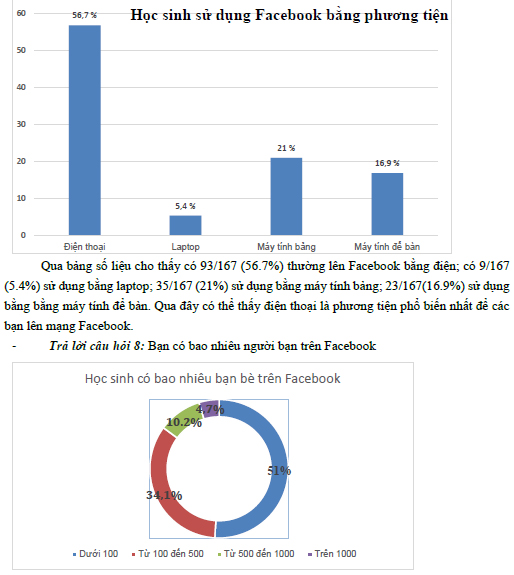 Học sinh sử dụng Facebook bằng phương tiện
60
50
40
30
20
10
0
56,7 %
5,4 %
21 %
16,9 %
Điện thoại
Laptop
Máy tính bảng
Máy tính để bàn
Qua bảng số liệu cho thấy có 93/167 (56.7%) thường lên Facebook bằng điện; có 9/167
(5.4%) sử dụng bằng laptop; 35/167 (21%) sử dụng bằng máy tính bảng; 23/167(16.9%) sử dụng
bằng bằng máy tính để bàn. Qua đây có thể thấy điện thoại là phương tiện phổ biến nhất để các
bạn lên mạng Facebook.
- Trả lời câu hỏi 8: Bạn có bao nhiêu người bạn trên Facebook
Học sinh có bao nhiêu bạn bè trên Facebook
4.7%
10.2%
51%
34.1%
Dưới 100 Từ 100 đến 500 Từ 500 đến 1000 Trên 1000